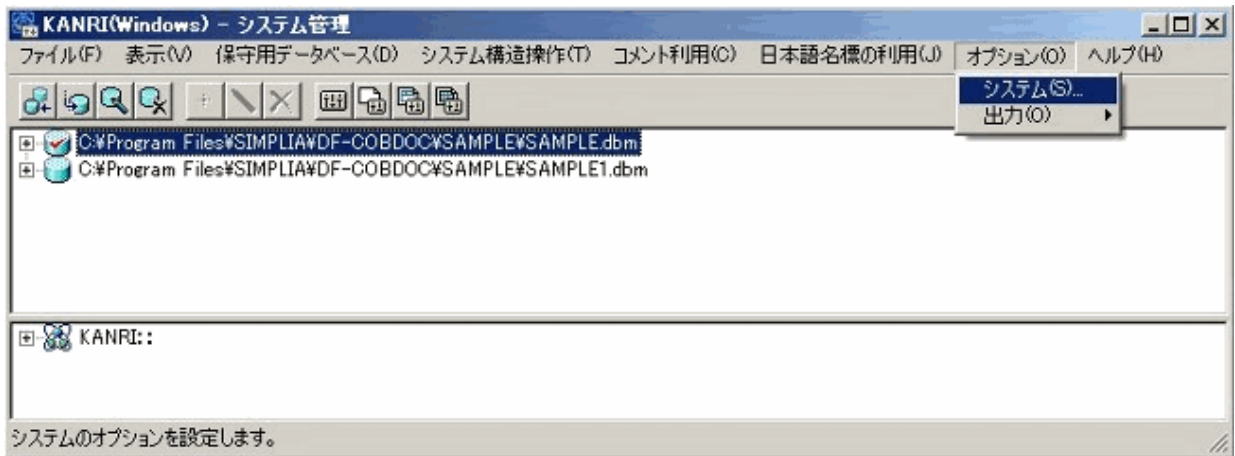 KANRI(Windows) - システム管理
ファイル(F) 表示(V) 保守用データベース(D) システム構造操作(T) コメント利用(C) 日本語名標の利用(J) オプション(O) ヘルプ(H)
システム(S)...
出力(O)
C:¥Program Files¥SIMPLIA¥DF-COBDOC¥SAMPLE¥SAMPLE.dbm
C:¥Program Files¥SIMPLIA¥DF-COBDOC¥SAMPLE¥SAMPLE1.dbm
KANRI::
システムのオプションを設定します。